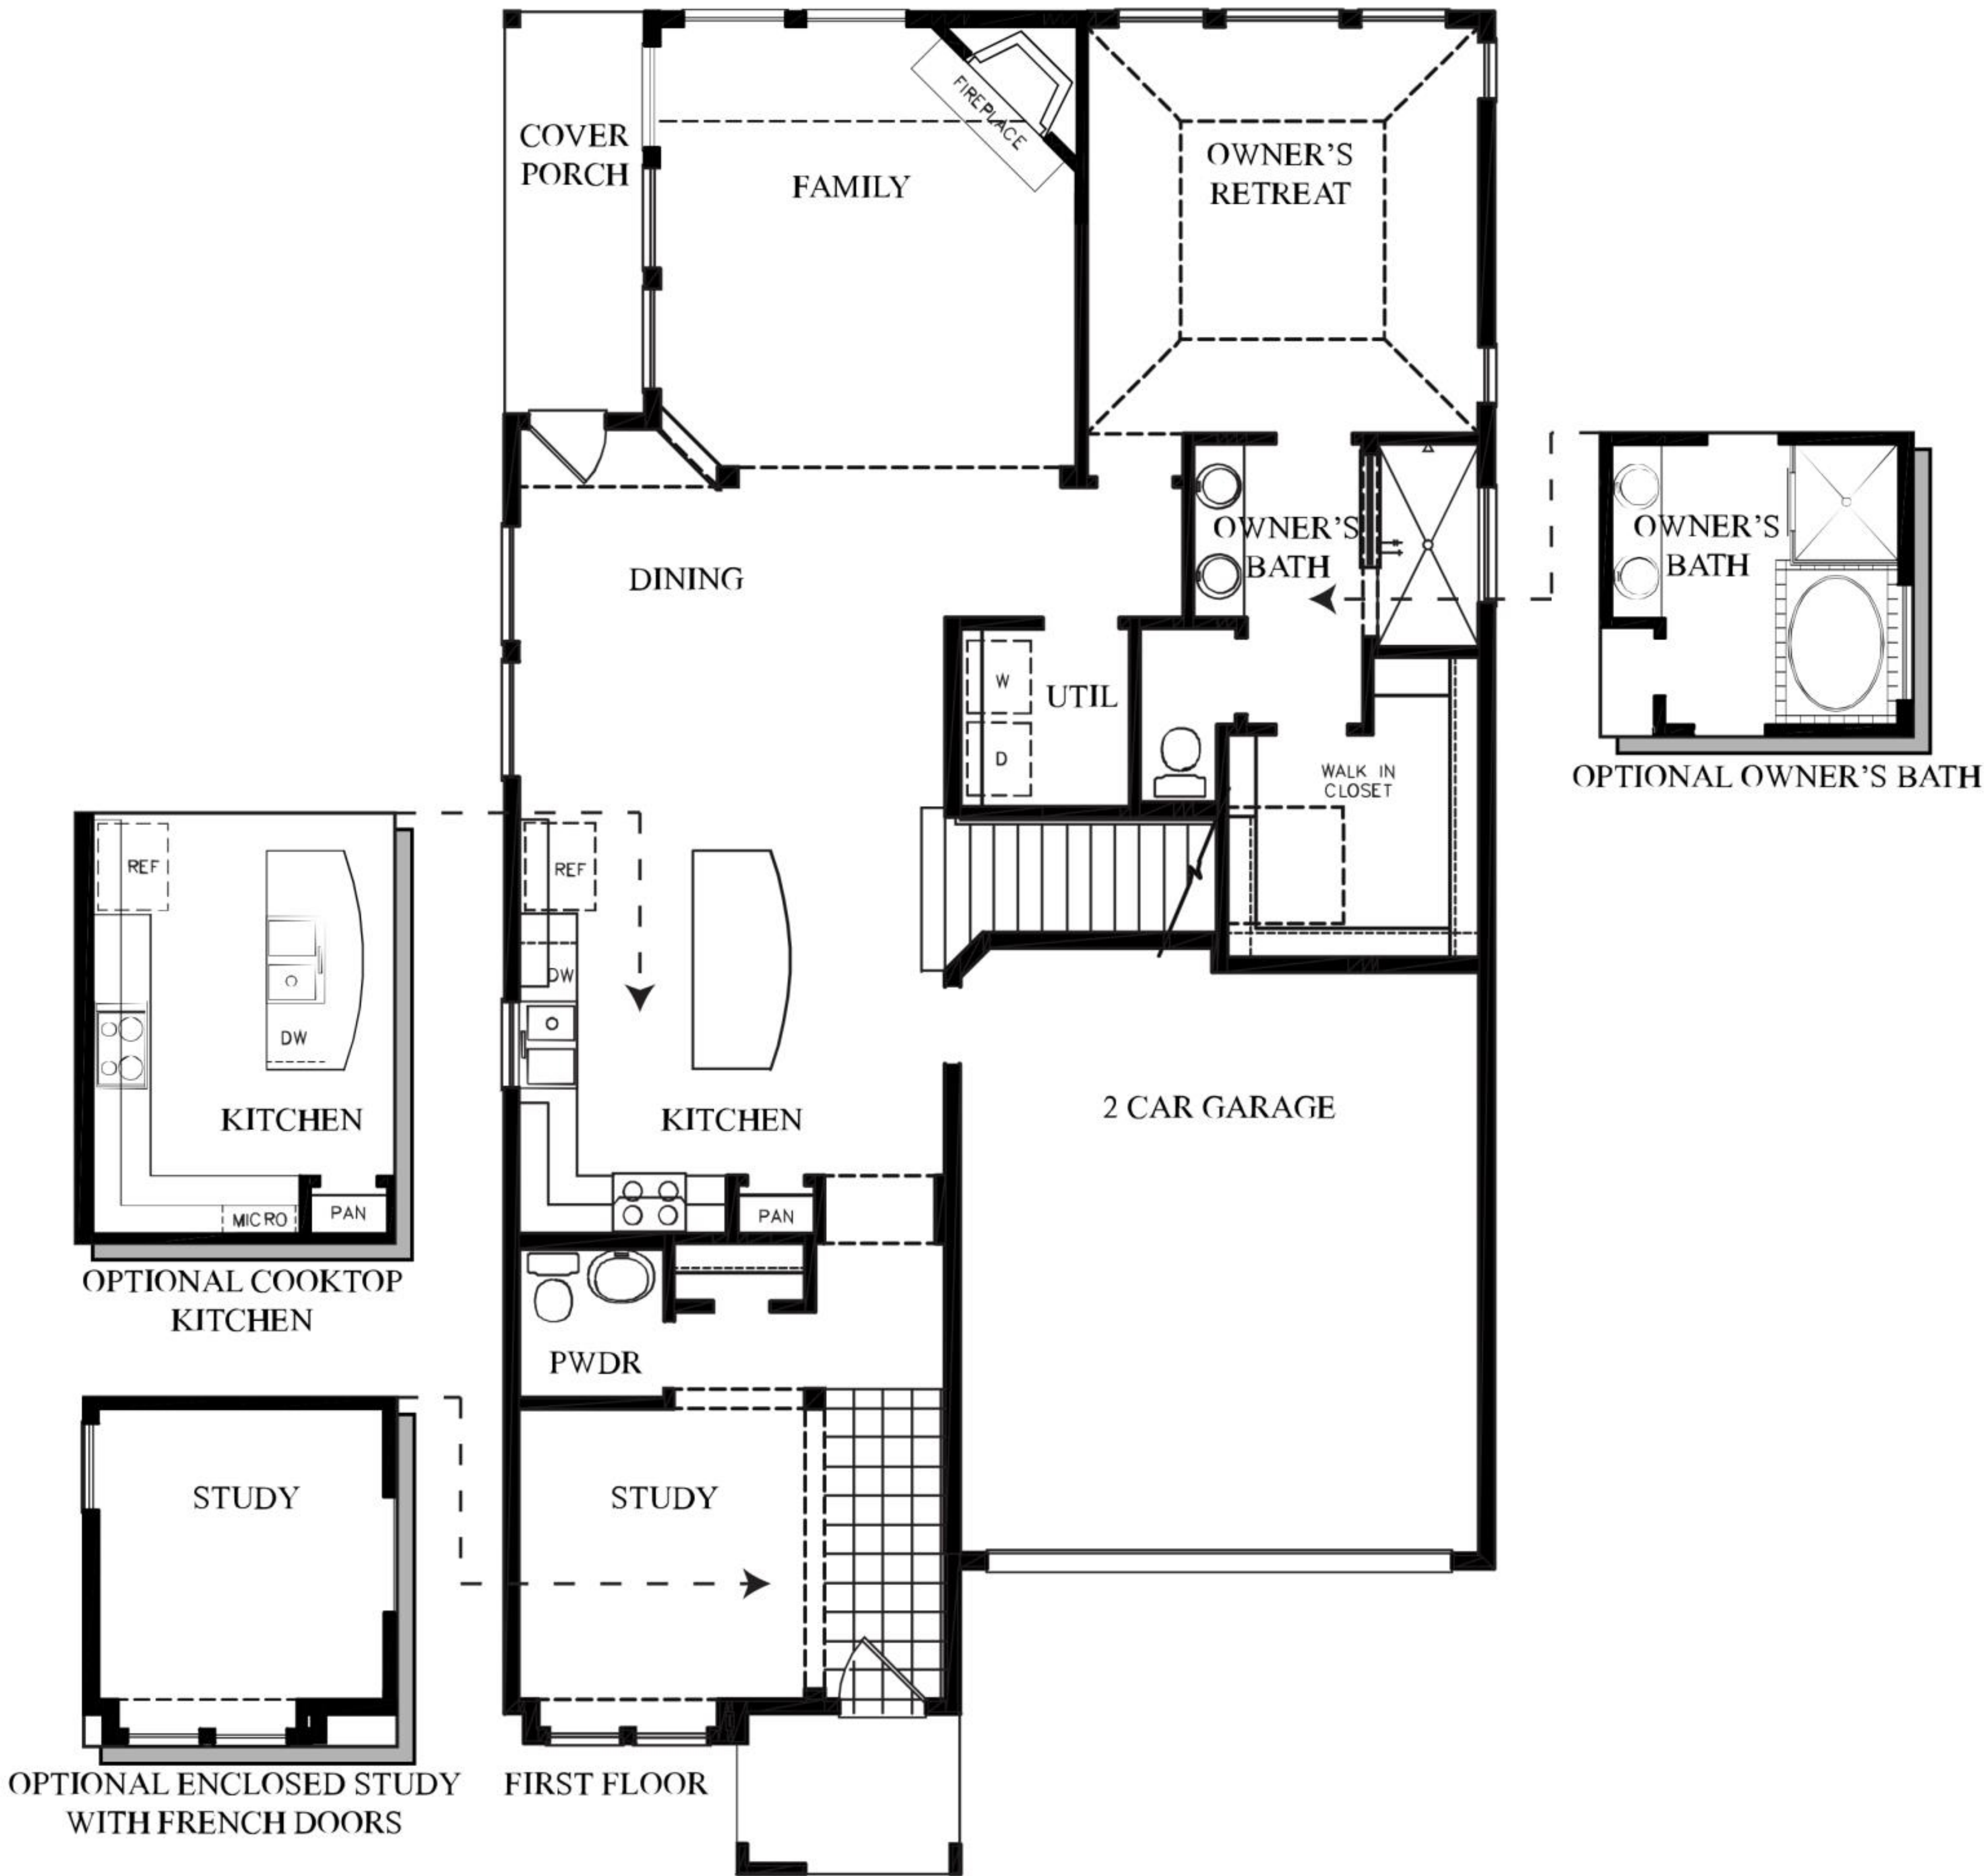 COVER
PORCH
FAMILY
FIREPLACE
OWNER'S
RETREAT
DINING
OWNER'S
BATH
OWNER'S
BATH
OPTIONAL OWNER'S BATH
W
UTIL
D
WALK IN
CLOSET
REF
DW
KITCHEN
MICRO
PAN
OPTIONAL COOKTOP
KITCHEN
REF
DW
KITCHEN
PAN
2 CAR GARAGE
PWDR
STUDY
STUDY
OPTIONAL ENCLOSED STUDY
WITH FRENCH DOORS
FIRST FLOOR